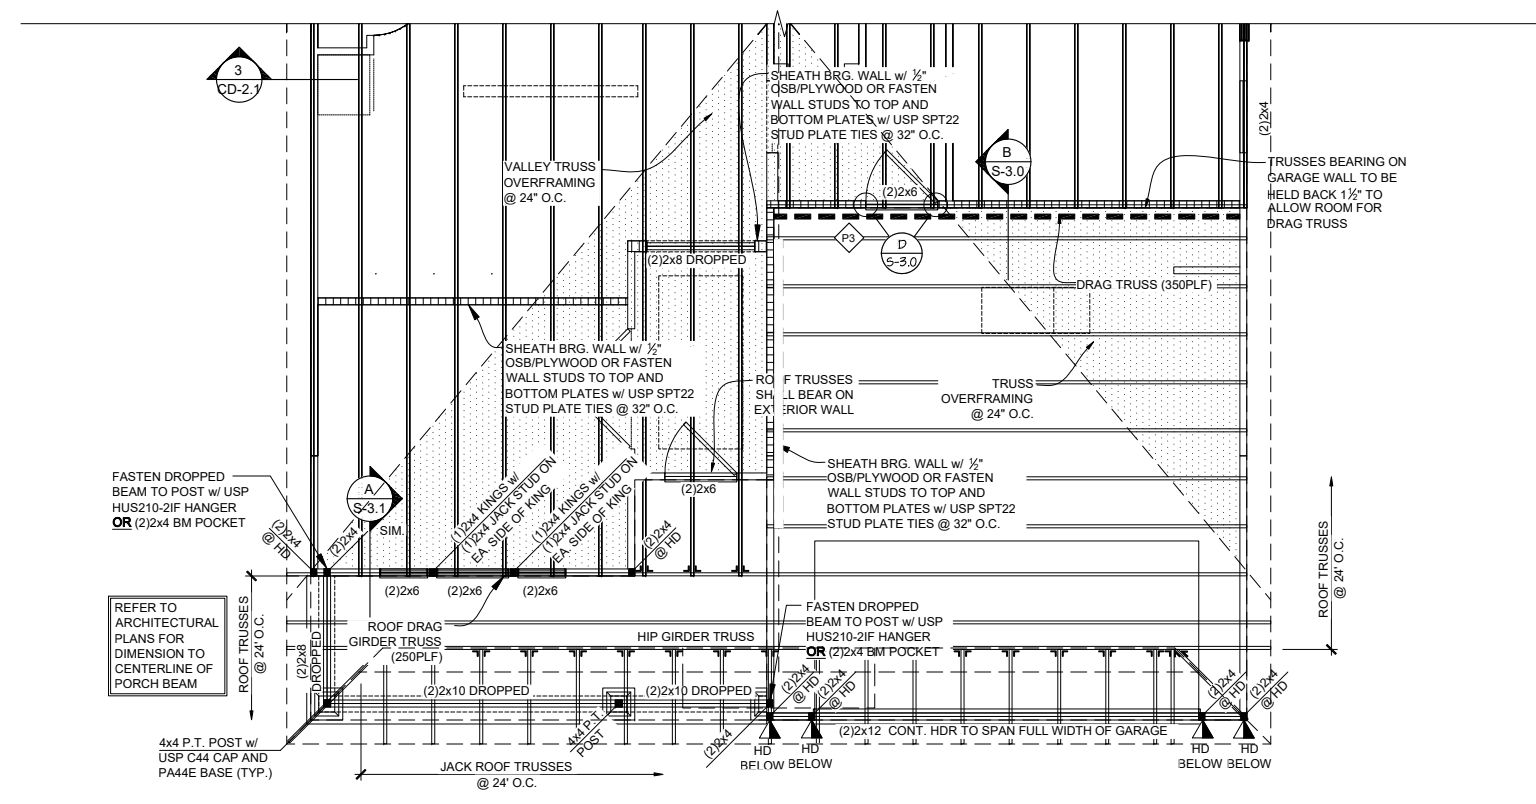 3
CD-2.1
SHEATH BRG. WALL w/ ½"
OSB/PLYWOOD OR FASTEN
WALL STUDS TO TOP AND
BOTTOM PLATES w/ USP SPT22
STUD PLATE TIES @ 32" O.C.
(2)2x4
B
S-3.0
VALLEY TRUSS
OVERFRAMING
@ 24" O.C.
(2)2x6
TRUSSES BEARING ON
GARAGE WALL TO BE
HELD BACK 1½" TO
ALLOW ROOM FOR
DRAG TRUSS
P3
D
S-3.0
(2)2x8 DROPPED
DRAG TRUSS (350PLF)
SHEATH BRG. WALL w/ ½"
OSB/PLYWOOD OR FASTEN
WALL STUDS TO TOP AND
BOTTOM PLATES w/ USP SPT22
STUD PLATE TIES @ 32" O.C.
ROOF TRUSSES
SHALL BEAR ON
EXTERIOR WALL
TRUSS
OVERFRAMING
@ 24" O.C.
FASTEN DROPPED
BEAM TO POST w/ USP
HUS210-2IF HANGER
OR (2)2x4 BM POCKET
A
S-3.1
SIM.
(2)2x4
@ HD
(2)2x4
(1)2x4 KINGS w/
(1)2x4 JACK STUD ON
EA. SIDE OF KING
(1)2x4 KINGS w/
(1)2x4 JACK STUD ON
EA. SIDE OF KING
(2)2x4
@ HD
(2)2x6
SHEATH BRG. WALL w/ ½"
OSB/PLYWOOD OR FASTEN
WALL STUDS TO TOP AND
BOTTOM PLATES w/ USP SPT22
STUD PLATE TIES @ 32" O.C.
ROOF TRUSSES
@ 24' O.C.
(2)2x6
(2)2x6
(2)2x6
REFER TO
ARCHITECTURAL
PLANS FOR
DIMENSION TO
CENTERLINE OF
PORCH BEAM
ROOF TRUSSES
@ 24' O.C.
(2)2x8
DROPPED
ROOF DRAG
GIRDER TRUSS
(250PLF)
HIP GIRDER TRUSS
FASTEN DROPPED
BEAM TO POST w/ USP
HUS210-2IF HANGER
OR (2)2x4 BM POCKET
(2)2x10 DROPPED
(2)2x10 DROPPED
(2)2x4
@ HD
(2)2x4
@ HD
(2)2x4
@ HD
(2)2x4
@ HD
4x4 P.T.
POST
(2)2x4
(2)2x12 CONT. HDR TO SPAN FULL WIDTH OF GARAGE
4x4 P.T. POST w/
USP C44 CAP AND
PA44E BASE (TYP.)
HD
BELOW
HD
BELOW
HD
BELOW
HD
BELOW
JACK ROOF TRUSSES
@ 24' O.C.